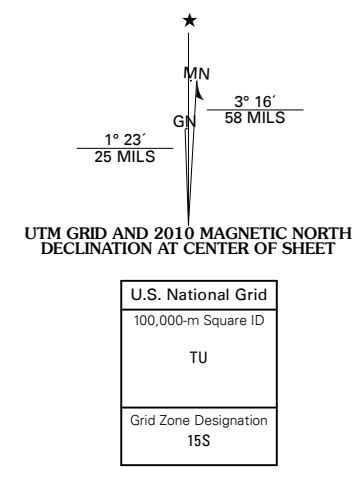 ★
MN
3° 16´
58 MILS
GN
1° 23´
25 MILS
UTM GRID AND 2010 MAGNETIC NORTH
DECLINATION AT CENTER OF SHEET
U.S. National Grid
100,000-m Square ID
TU
Grid Zone Designation
15S